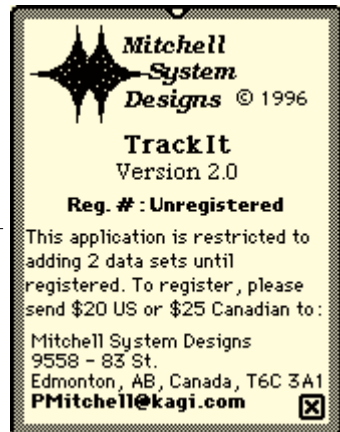 Mitchell
System
Designs © 1996
TrackIt
Version 2.0
Reg. # : Unregistered
This application is restricted to
adding 2 data sets until
registered. To register, please
send $20 US or $25 Canadian to:
Mitchell System Designs
9558 - 83 St.
Edmonton, AB, Canada, T6C 3A1
PMitchell@kagi.com